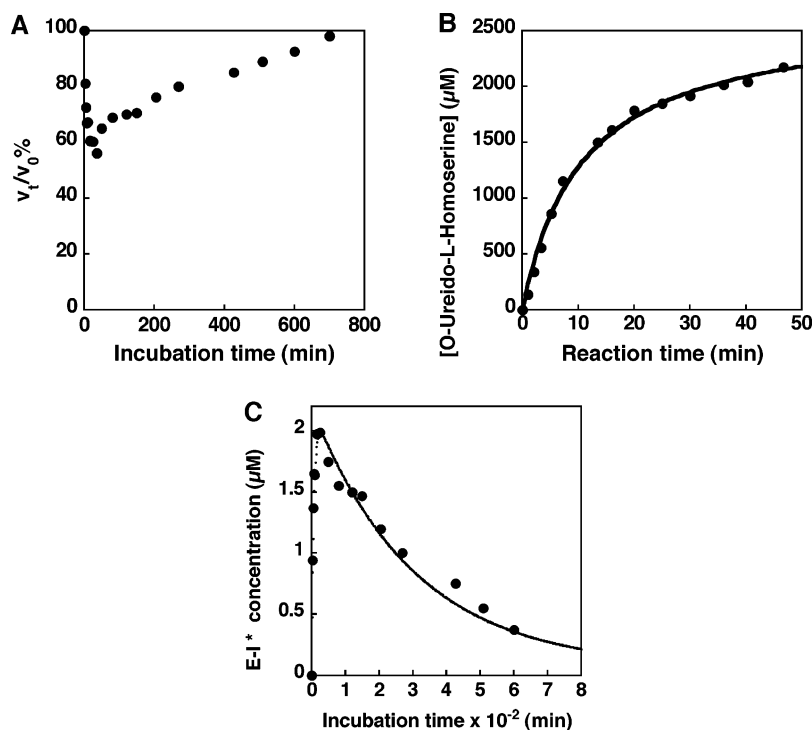 A
v_t/v_0%
100
80
60
40
20
0
0 200 400 600 800
Incubation time (min)
B
[O-Ureido-L-Homoserine] (µM)
2500
2000
1500
1000
500
0
0 10 20 30 40 50
Reaction time (min)
C
E-I * concentration (µM)
2
1.5
1
0.5
0
0 1 2 3 4 5 6 7 8
Incubation time x 10⁻² (min)